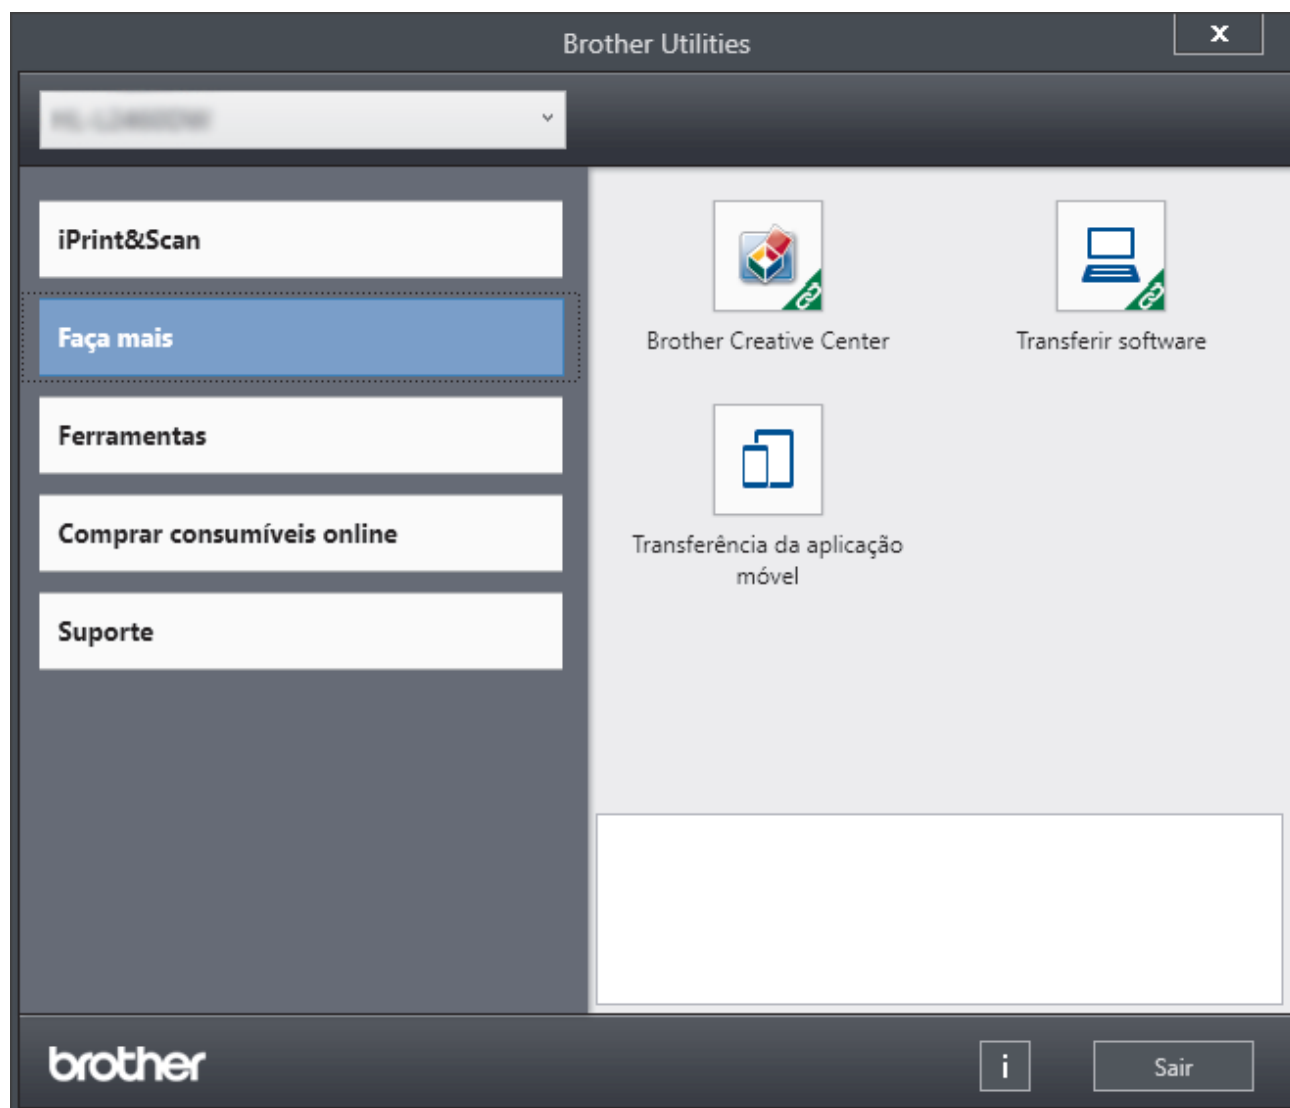 Brother Utilities
x
iPrint&Scan
Faça mais
Ferramentas
Comprar consumíveis online
Suporte
Brother Creative Center
Transferir software
Transferência da aplicação
móvel
brother
i
Sair